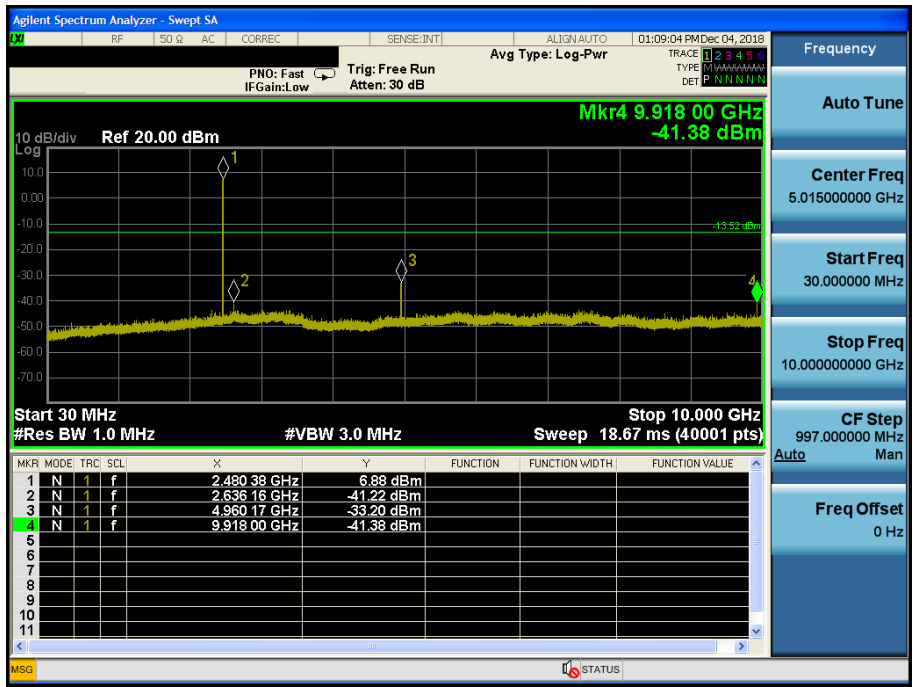 Agilent Spectrum Analyzer - Swept SA
LXI RF 50 Ω AC CORREC SENSE:INT ALIGNAUTO 01:09:04 PM Dec 04, 2018
Frequency
PNO: Fast
IFGain:Low
Trig: Free Run
Atten: 30 dB
Avg Type: Log-Pwr
TRACE 1 2 3 4 5 6
TYPE MWWWWW
DET P N N N N N
Auto Tune
Mkr4 9.918 00 GHz
-41.38 dBm
10 dB/div Ref 20.00 dBm
Log
10.0
0.00
-10.0
-20.0
-30.0
-40.0
-50.0
-60.0
-70.0
1
2
3
4
-13.52 dBm
Start 30 MHz Stop 10.000 GHz
#Res BW 1.0 MHz #VBW 3.0 MHz Sweep 18.67 ms (40001 pts)
Center Freq
5.015000000 GHz
Start Freq
30.000000 MHz
Stop Freq
10.000000000 GHz
CF Step
997.000000 MHz
Auto Man
Freq Offset
0 Hz
MKR MODE TRC SCL X Y FUNCTION FUNCTION WIDTH FUNCTION VALUE
1 N 1 f 2.480 38 GHz 6.88 dBm
2 N 1 f 2.636 16 GHz -41.22 dBm
3 N 1 f 4.960 17 GHz -33.20 dBm
4 N 1 f 9.918 00 GHz -41.38 dBm
5
6
7
8
9
10
11
MSG STATUS